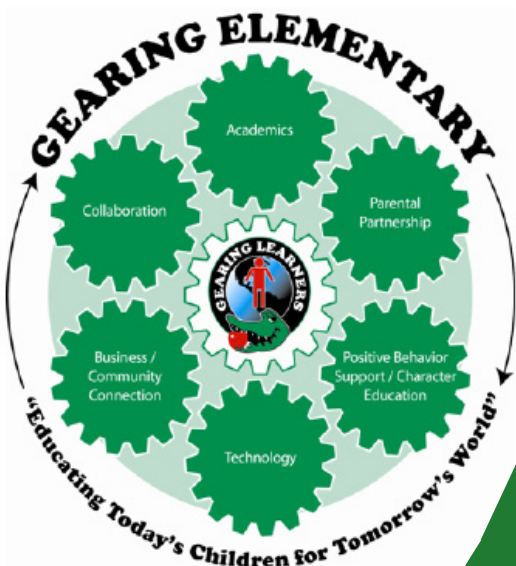 GEARING ELEMENTARY
Academics
Collaboration
Parental
Partnership
GEARING LEARNERS
Business /
Community
Connection
Positive Behavior
Support / Character
Education
Technology
"Educating Today's Children for Tomorrow's World"